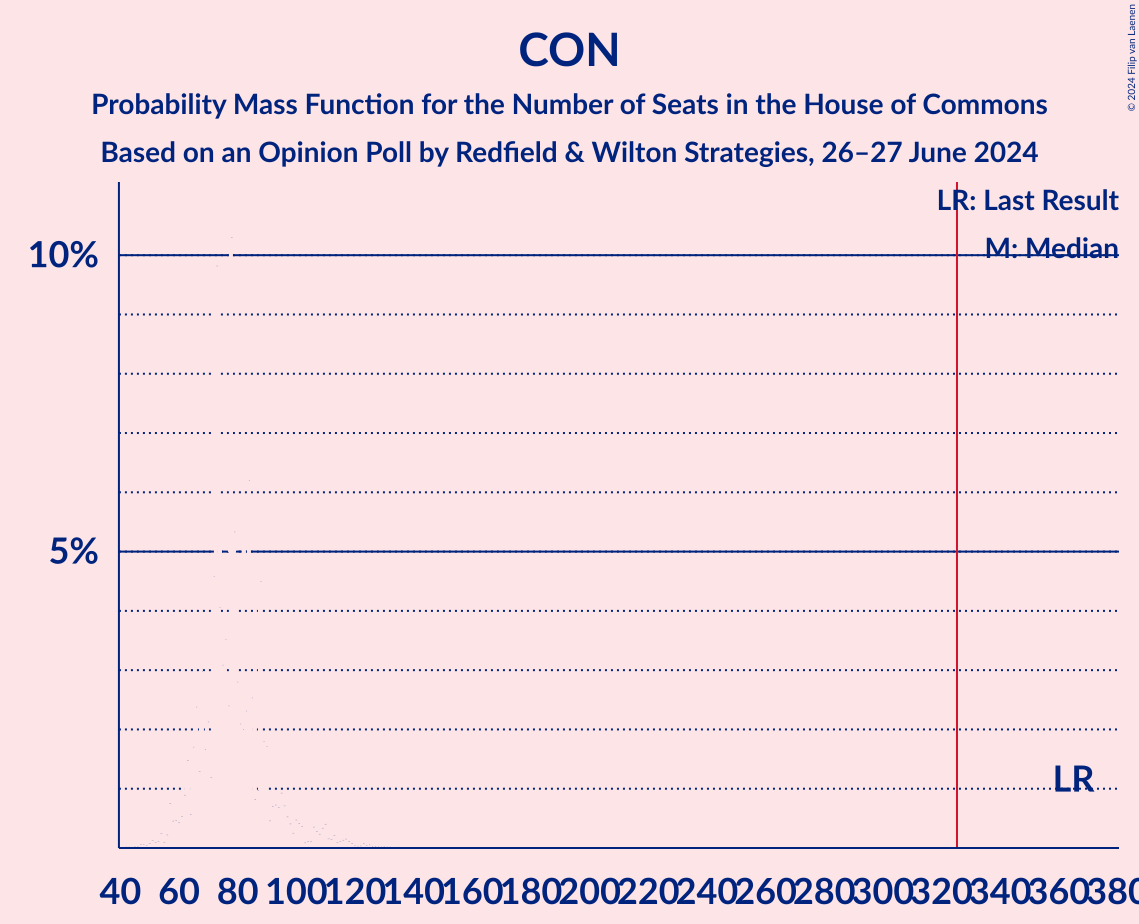 CON
Probability Mass Function for the Number of Seats in the House of Commons
Based on an Opinion Poll by Redfield & Wilton Strategies, 26–27 June 2024
© 2024 Filip van Laenen
LR: Last Result
M: Median
10%
5%
LR
40 60 80 100 120 140 160 180 200 220 240 260 280 300 320 340 360 380